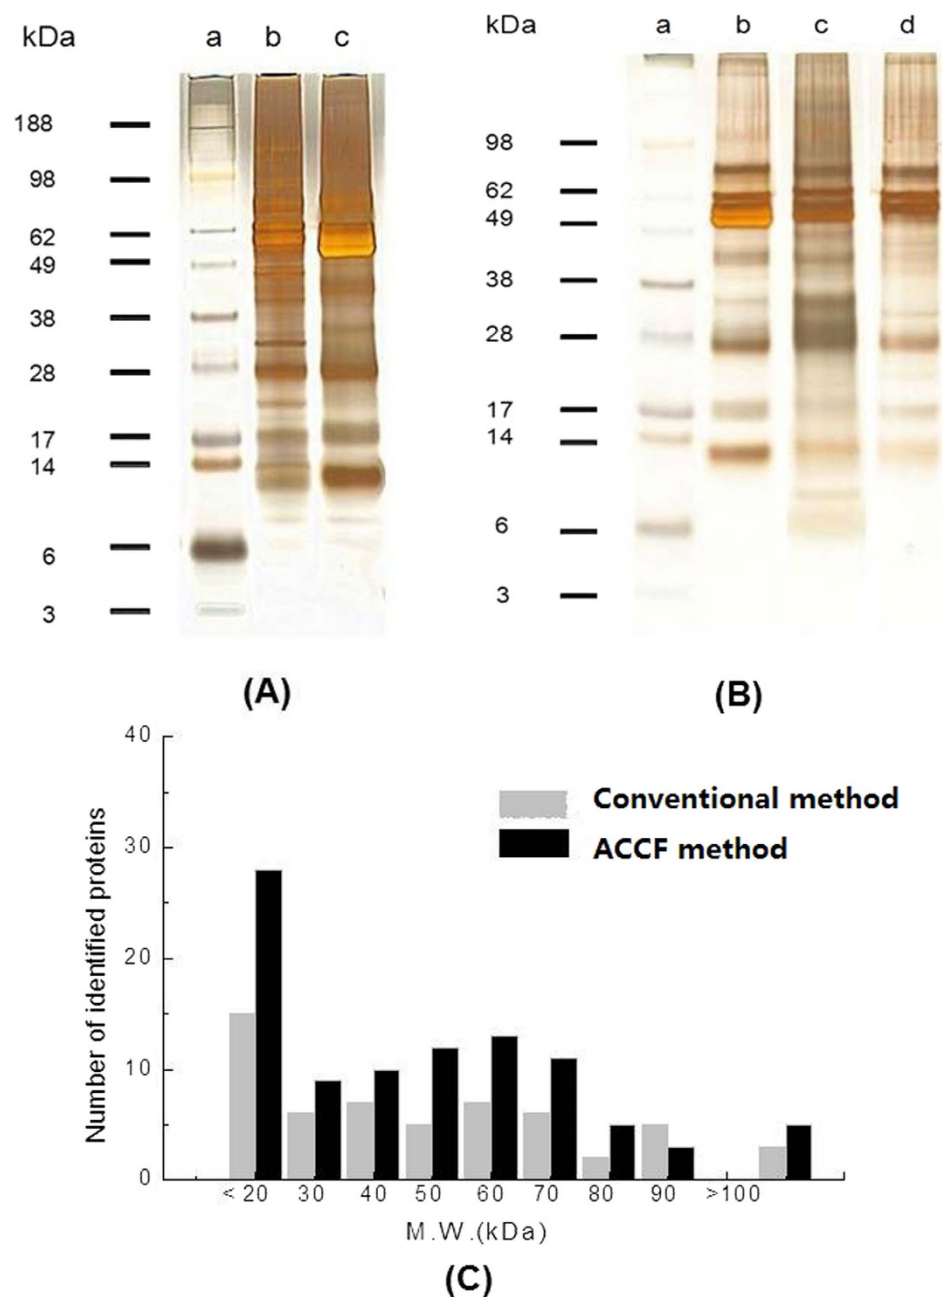 kDa a b c
188
98
62
49
38
28
17
14
6
3
(A)
kDa a b c d
98
62
49
38
28
17
14
6
3
(B)
40
30
20
10
0
Number of identified proteins
Conventional method
ACCF method
< 20 30 40 50 60 70 80 90 >100
M.W.(kDa)
(C)